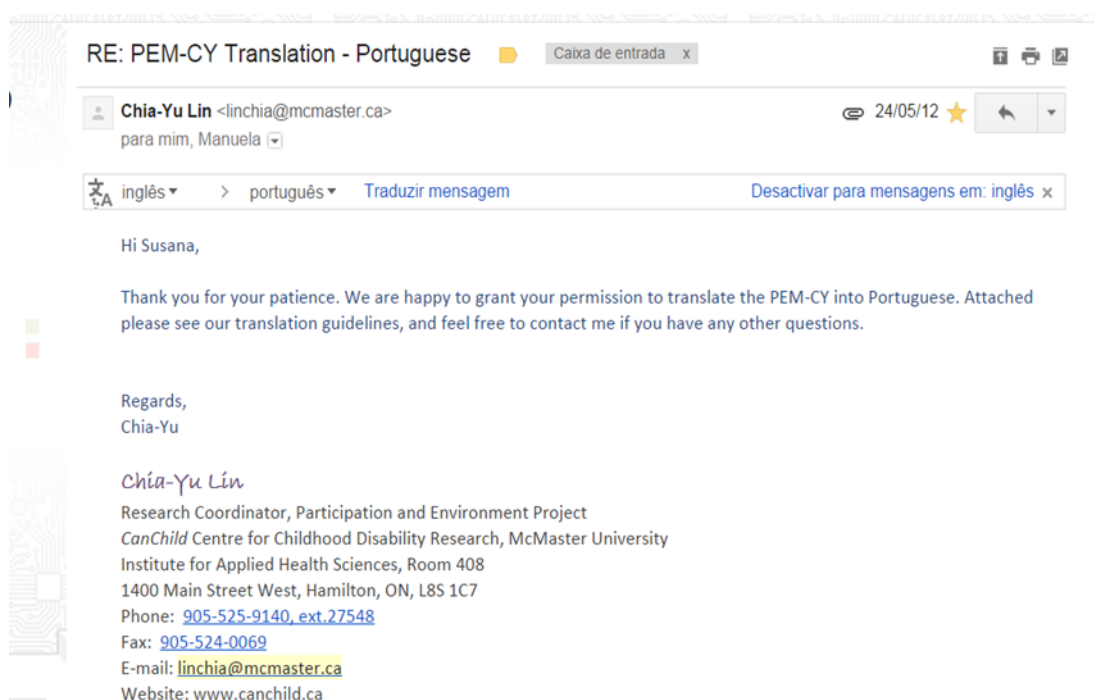 RE: PEM-CY Translation - Portuguese Caixa de entrada x
Chia-Yu Lin <linchia@mcmaster.ca> 24/05/12
para mim, Manuela
inglês > português Traduzir mensagem Desactivar para mensagens em: inglês x
Hi Susana,
Thank you for your patience. We are happy to grant your permission to translate the PEM-CY into Portuguese. Attached
please see our translation guidelines, and feel free to contact me if you have any other questions.
Regards,
Chia-Yu
Chia-Yu Lin
Research Coordinator, Participation and Environment Project
CanChild Centre for Childhood Disability Research, McMaster University
Institute for Applied Health Sciences, Room 408
1400 Main Street West, Hamilton, ON, L8S 1C7
Phone: 905-525-9140, ext.27548
Fax: 905-524-0069
E-mail: linchia@mcmaster.ca
Website: www.canchild.ca